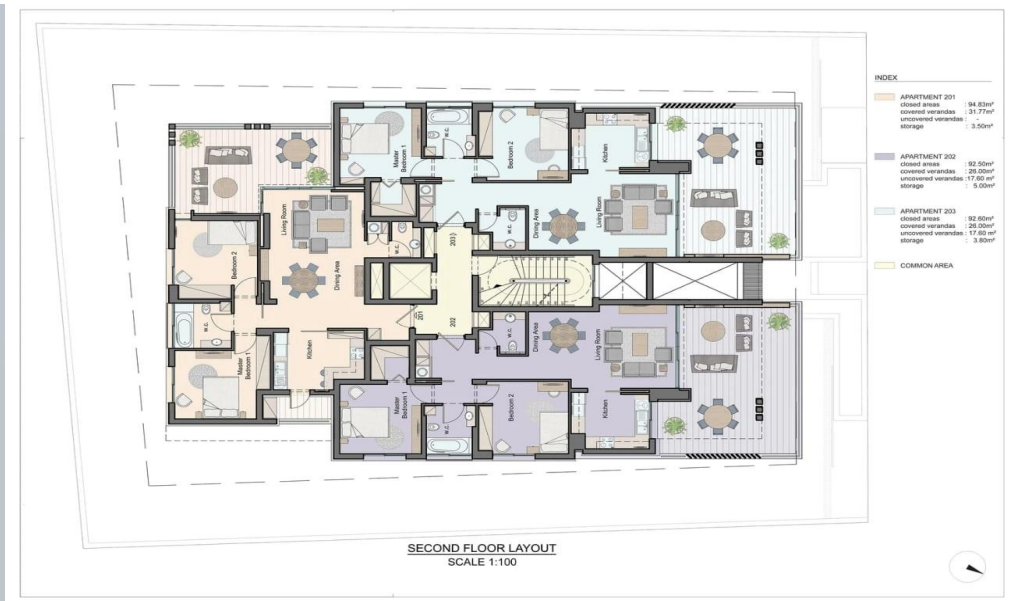 INDEX
APARTMENT 201
closed areas : 94.83m²
covered verandas : 31.77m²
uncovered verandas : -
storage : 3.50m²
APARTMENT 202
closed areas : 92.50m²
covered verandas : 26.00m²
uncovered verandas : 17.60 m²
storage : 5.00m²
APARTMENT 203
closed areas : 92.60m²
covered verandas : 26.00m²
uncovered verandas : 17.80 m²
storage : 3.80m²
COMMON AREA
Master
Bedroom 1
w.c.
Bedroom 2
Kitchen
Living Room
Dining Area
w.c.
w.c.
203
Dining Area
Living Room
Bedroom 2
w.c.
Master
Bedroom 1
Kitchen
201
202
w.c.
Dining Area
Living Room
Master
Bedroom 1
w.c.
Bedroom 2
Kitchen
SECOND FLOOR LAYOUT
SCALE 1:100